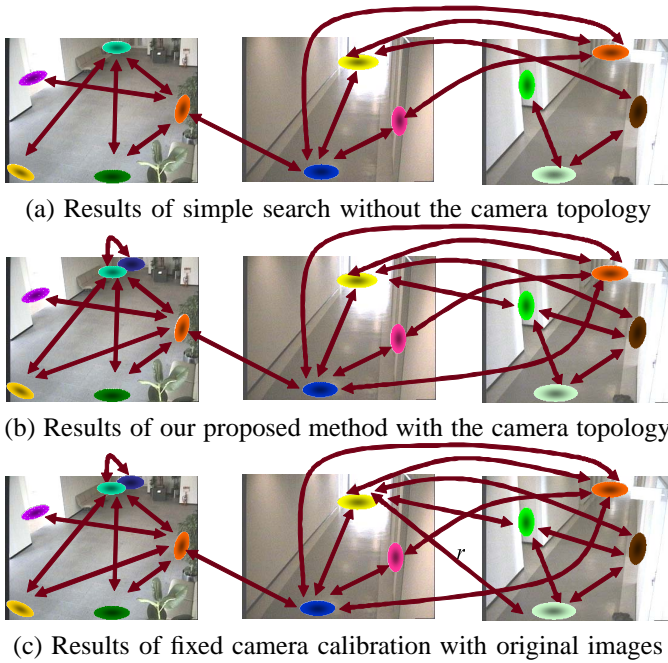 (a) Results of simple search without the camera topology
(b) Results of our proposed method with the camera topology
r
(c) Results of fixed camera calibration with original images